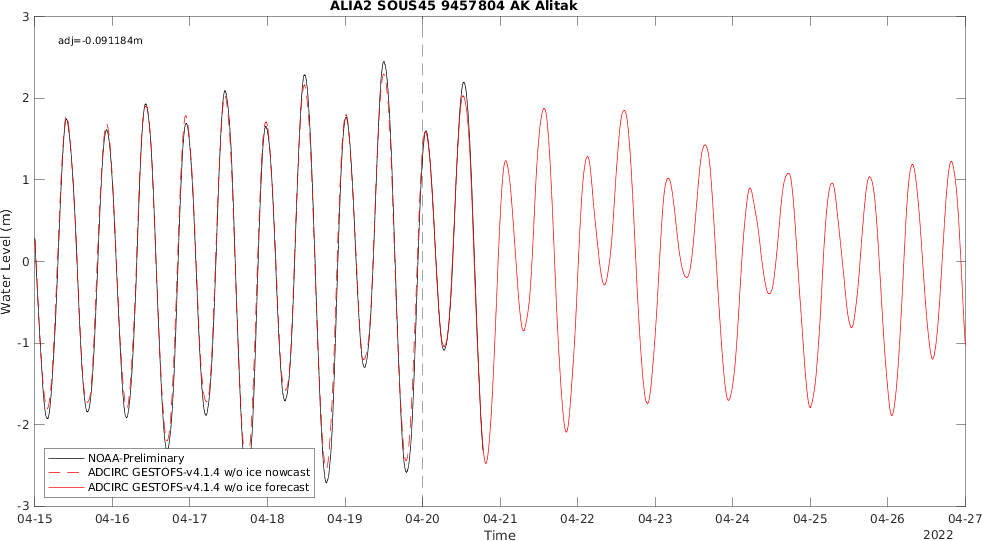 ALIA2 SOUS45 9457804 AK Alitak
adj=-0.091184m
3
2
1
0
-1
-2
-3
Water Level (m)
NOAA-Preliminary
ADCIRC GESTOFS-v4.1.4 w/o ice nowcast
ADCIRC GESTOFS-v4.1.4 w/o ice forecast
04-15 04-16 04-17 04-18 04-19 04-20 04-21 04-22 04-23 04-24 04-25 04-26 04-27
Time
2022